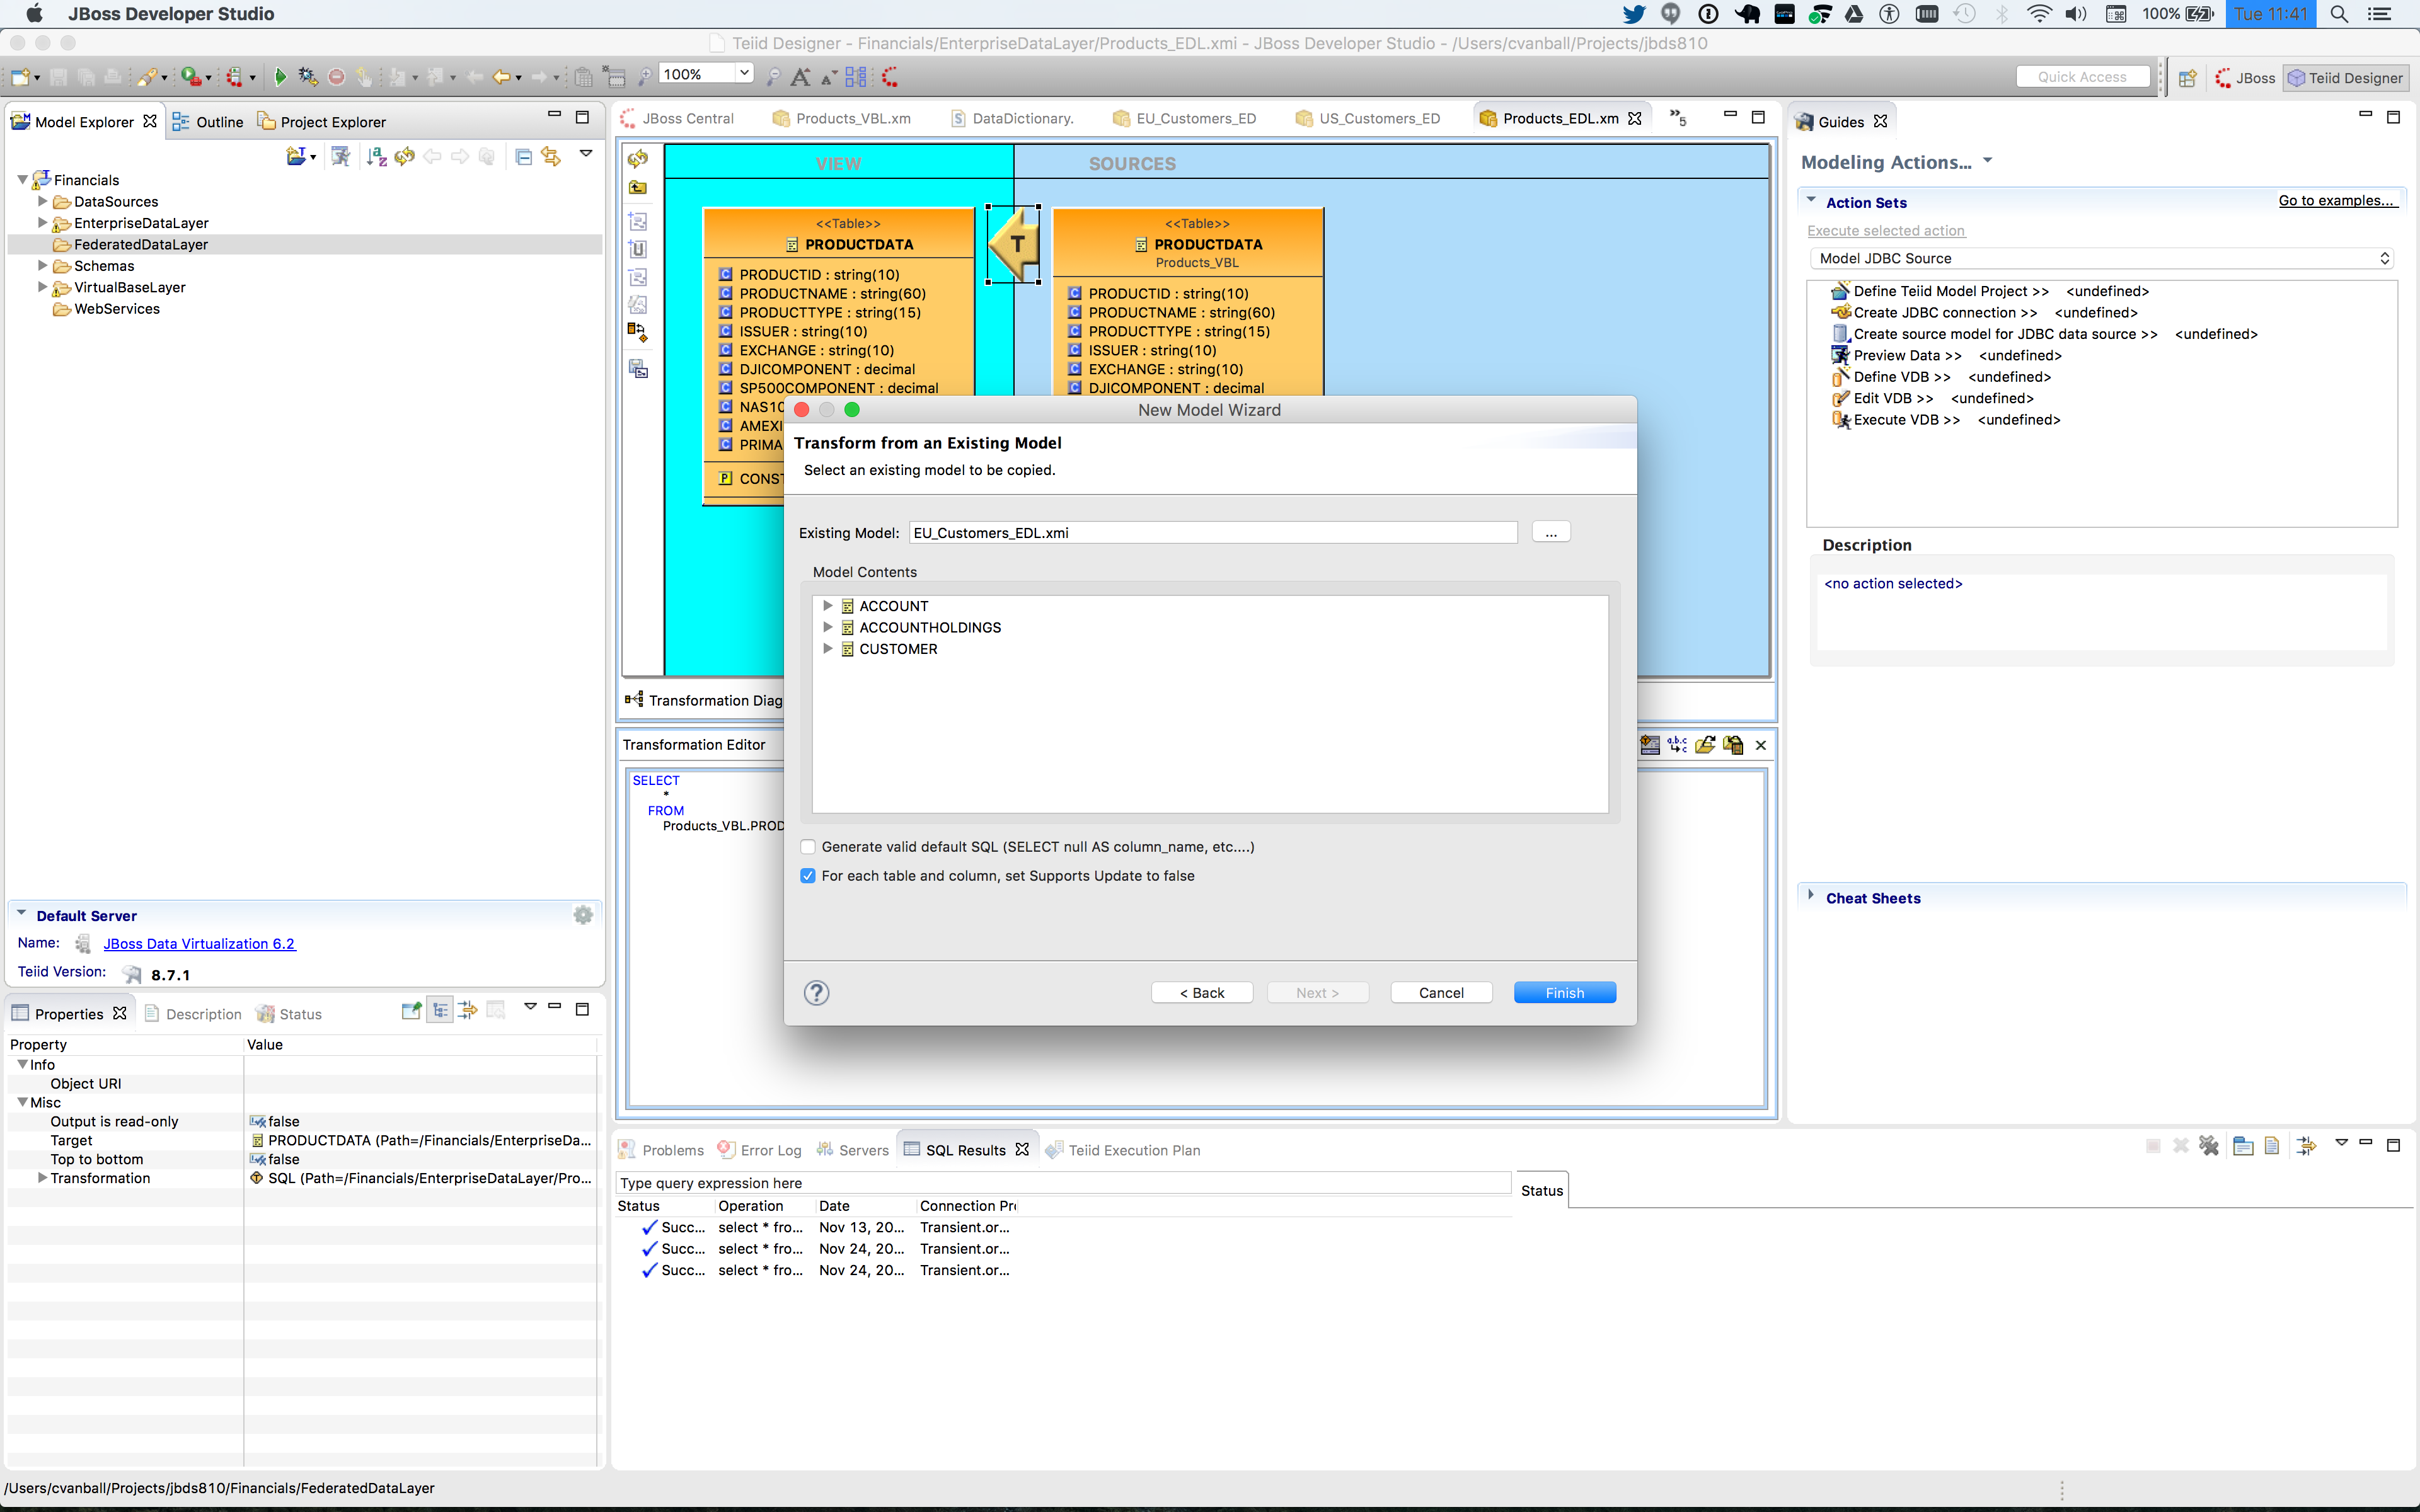 JBoss Developer Studio
100%
Tue 11:41
Teiid Designer - Financials/EnterpriseDataLayer/Products_EDL.xmi - JBoss Developer Studio - /Users/cvanball/Projects/jbds810
100%
Quick Access
JBoss
Teiid Designer
Model Explorer
Outline
Project Explorer
Financials
DataSources
EnterpriseDataLayer
FederatedDataLayer
Schemas
VirtualBaseLayer
WebServices
Default Server
Name:
JBoss Data Virtualization 6.2
Teiid Version:
8.7.1
JBoss Central
Products_VBL.xm
DataDictionary.
EU_Customers_ED
US_Customers_ED
Products_EDL.xm
»5
VIEW
SOURCES
<<Table>>
PRODUCTDATA
PRODUCTID : string(10)
PRODUCTNAME : string(60)
PRODUCTTYPE : string(15)
ISSUER : string(10)
EXCHANGE : string(10)
DJICOMPONENT : decimal
SP500COMPONENT : decimal
NAS10
AMEXI
PRIMA
CONST
T
<<Table>>
PRODUCTDATA
Products_VBL
PRODUCTID : string(10)
PRODUCTNAME : string(60)
PRODUCTTYPE : string(15)
ISSUER : string(10)
EXCHANGE : string(10)
DJICOMPONENT : decimal
Transformation Diag
Transformation Editor
SELECT
*
FROM
Products_VBL.PROD
New Model Wizard
Transform from an Existing Model
Select an existing model to be copied.
Existing Model:
EU_Customers_EDL.xmi
...
Model Contents
ACCOUNT
ACCOUNTHOLDINGS
CUSTOMER
Generate valid default SQL (SELECT null AS column_name, etc....)
For each table and column, set Supports Update to false
?
< Back
Next >
Cancel
Finish
Guides
Modeling Actions...
Action Sets
Go to examples...
Execute selected action
Model JDBC Source
Define Teiid Model Project >> <undefined>
Create JDBC connection >> <undefined>
Create source model for JDBC data source >> <undefined>
Preview Data >> <undefined>
Define VDB >> <undefined>
Edit VDB >> <undefined>
Execute VDB >> <undefined>
Description
<no action selected>
Cheat Sheets
Properties
Description
Status
Property
Value
Info
Object URI
Misc
Output is read-only
false
Target
PRODUCTDATA (Path=/Financials/EnterpriseDa...
Top to bottom
false
Transformation
SQL (Path=/Financials/EnterpriseDataLayer/Pro...
Problems
Error Log
Servers
SQL Results
Teiid Execution Plan
Type query expression here
Status
Status
Operation
Date
Connection Pr
Succ...
select * fro...
Nov 13, 20...
Transient.or...
Succ...
select * fro...
Nov 24, 20...
Transient.or...
Succ...
select * fro...
Nov 24, 20...
Transient.or...
/Users/cvanball/Projects/jbds810/Financials/FederatedDataLayer